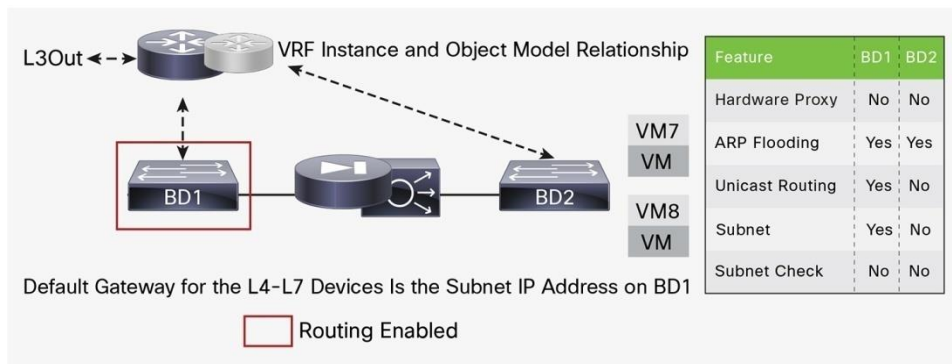 L3Out
VRF Instance and Object Model Relationship
BD1
BD2
VM7
VM
VM8
VM
Default Gateway for the L4-L7 Devices Is the Subnet IP Address on BD1
Routing Enabled
Feature BD1 BD2
Hardware Proxy No No
ARP Flooding Yes Yes
Unicast Routing Yes No
Subnet Yes No
Subnet Check No No